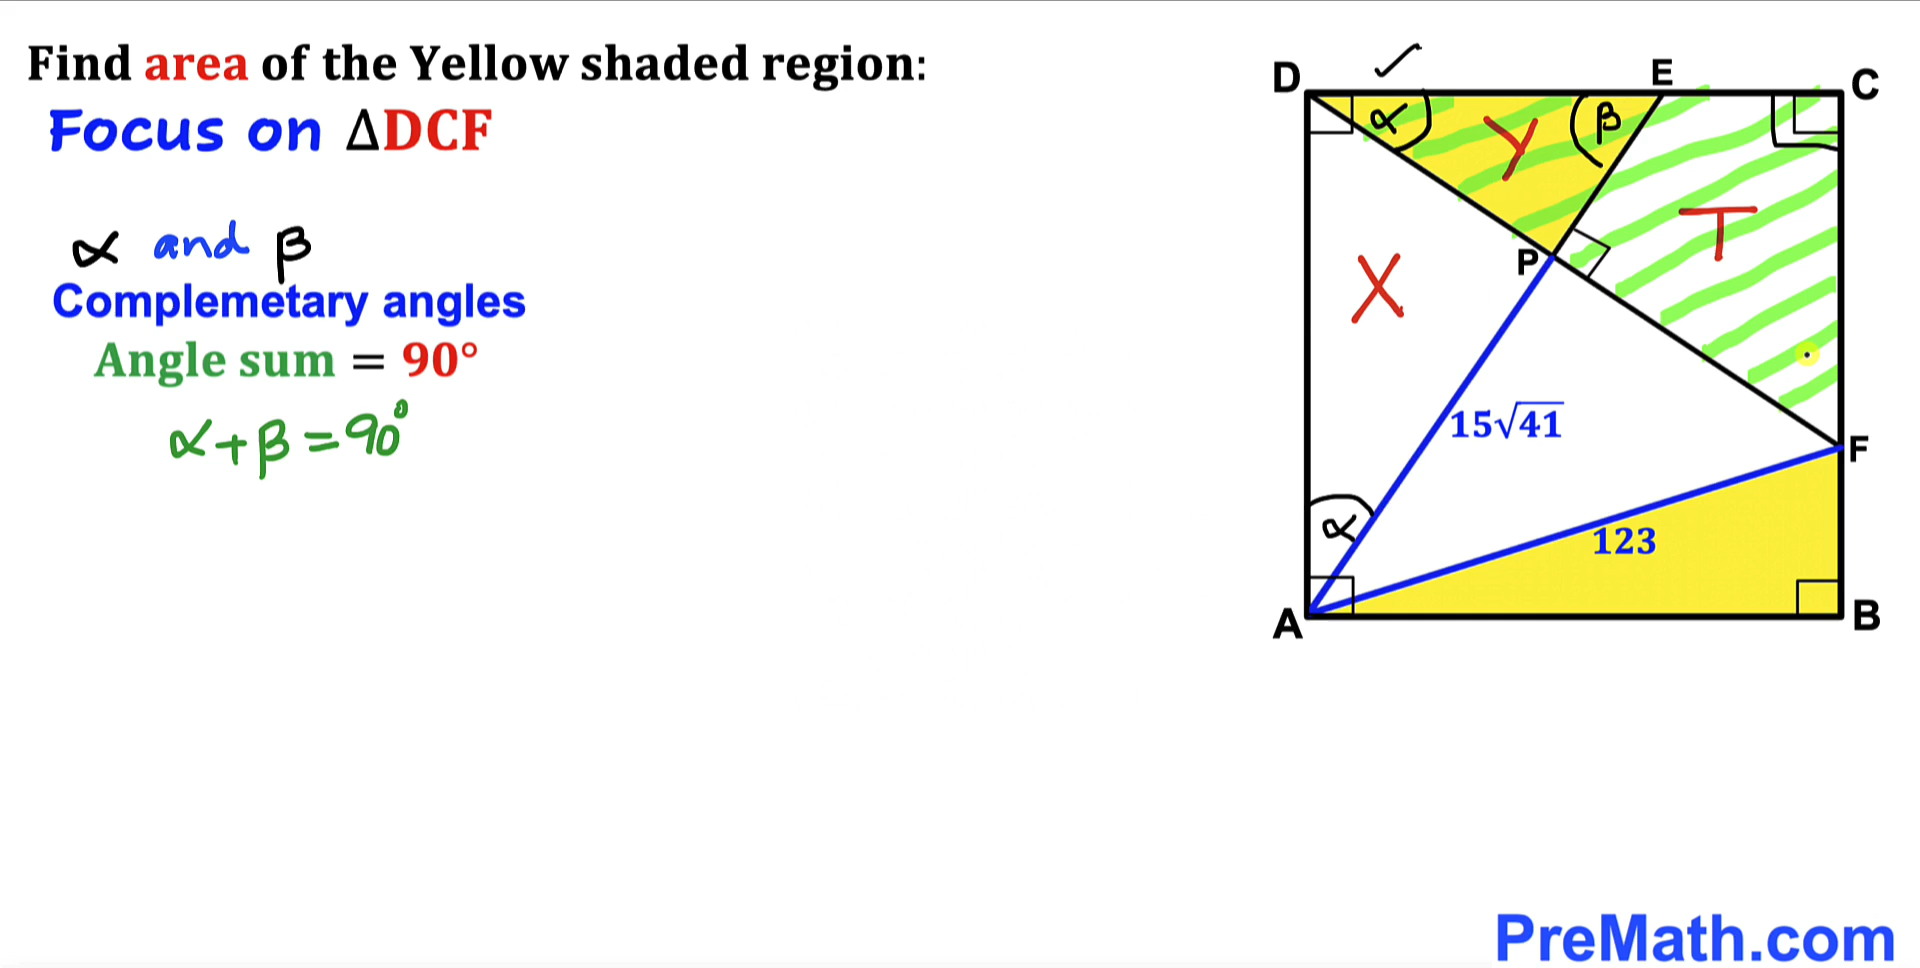 Find area of the Yellow shaded region:
Focus on ΔDCF
α and β
Complemetary angles
Angle sum = 90°
α+β=90°
D
E
C
α
Y
β
T
P
X
15√41
F
α
123
A
B
PreMath.com